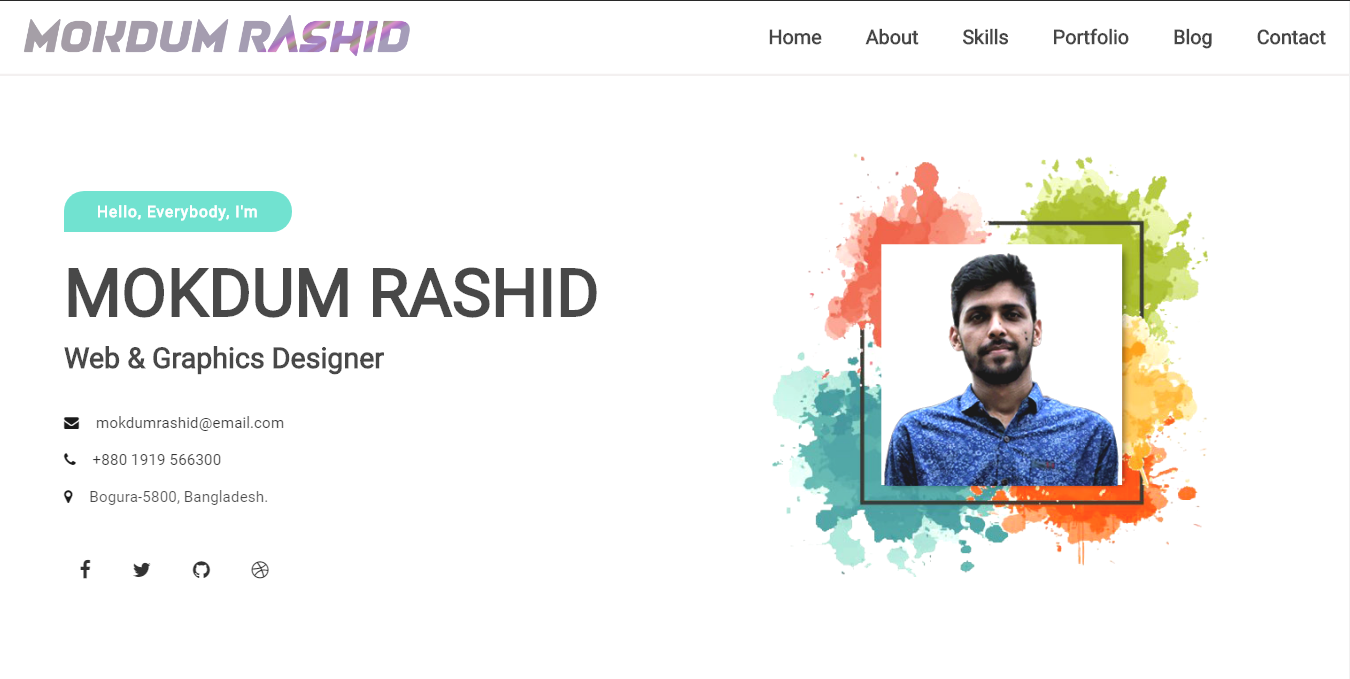 MOKDUM RASHID
Home About Skills Portfolio Blog Contact
Hello, Everybody, I'm
MOKDUM RASHID
Web & Graphics Designer
mokdumrashid@email.com
+880 1919 566300
Bogura-5800, Bangladesh.